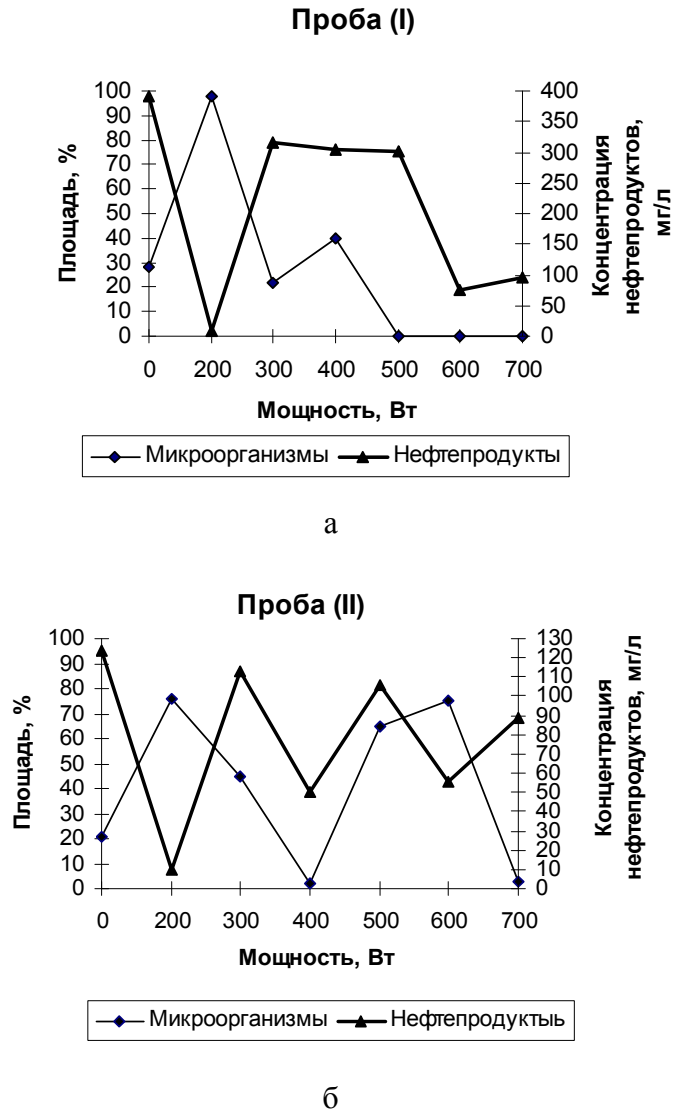 Проба (I)
Площадь, %
100
90
80
70
60
50
40
30
20
10
0
400
350
300
250
200
150
100
50
0
Концентрация
нефтепродуктов,
мг/л
0 200 300 400 500 600 700
Мощность, Вт
Микроорганизмы Нефтепродукты
а
Проба (II)
Площадь, %
100
90
80
70
60
50
40
30
20
10
0
130
120
110
100
90
80
70
60
50
40
30
20
10
0
Концентрация
нефтепродуктов, мг/л
0 200 300 400 500 600 700
Мощность, Вт
Микроорганизмы Нефтепродуктыь
б